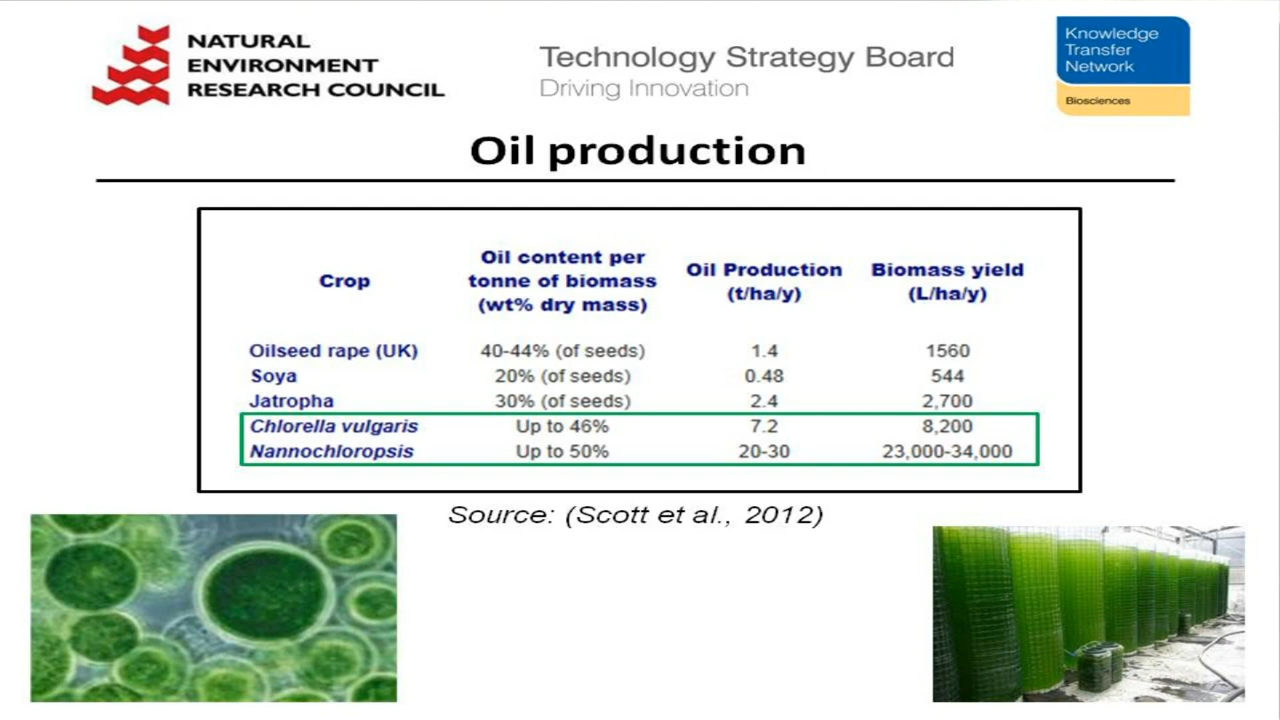 NATURAL
ENVIRONMENT
RESEARCH COUNCIL
Technology Strategy Board
Driving Innovation
Knowledge
Transfer
Network
Biosciences
Oil production
Crop
Oil content per
tonne of biomass
(wt% dry mass)
Oil Production
(t/ha/y)
Biomass yield
(L/ha/y)
Oilseed rape (UK) 40-44% (of seeds) 1.4 1560
Soya 20% (of seeds) 0.48 544
Jatropha 30% (of seeds) 2.4 2,700
Chlorella vulgaris Up to 46% 7.2 8,200
Nannochloropsis Up to 50% 20-30 23,000-34,000
Source: (Scott et al., 2012)